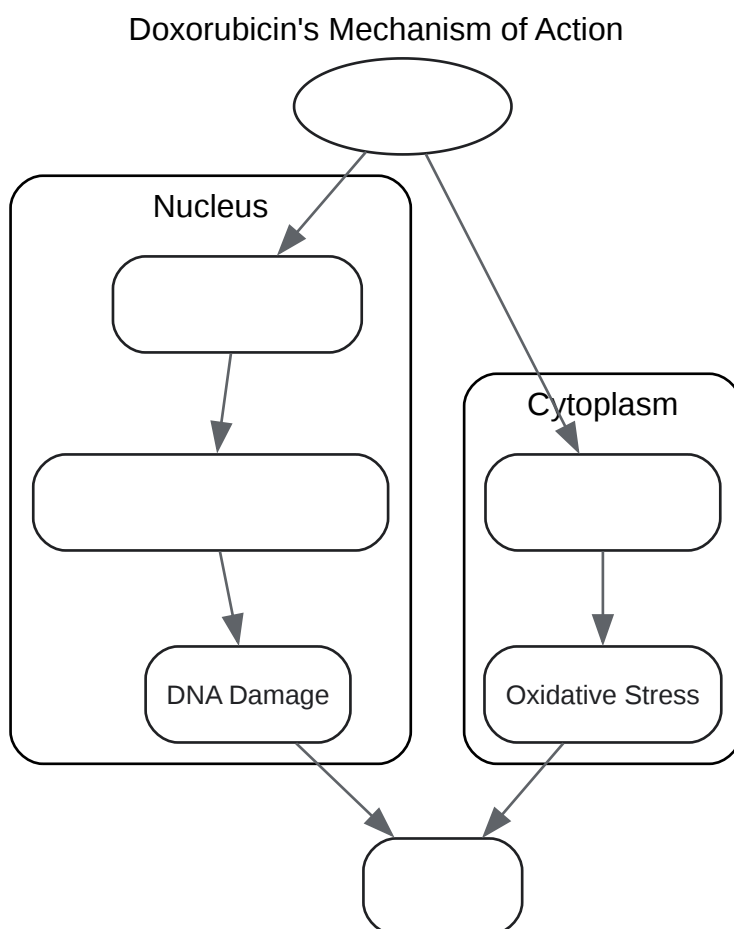 Doxorubicin's Mechanism of Action
Nucleus
Cytoplasm
DNA Damage
Oxidative Stress